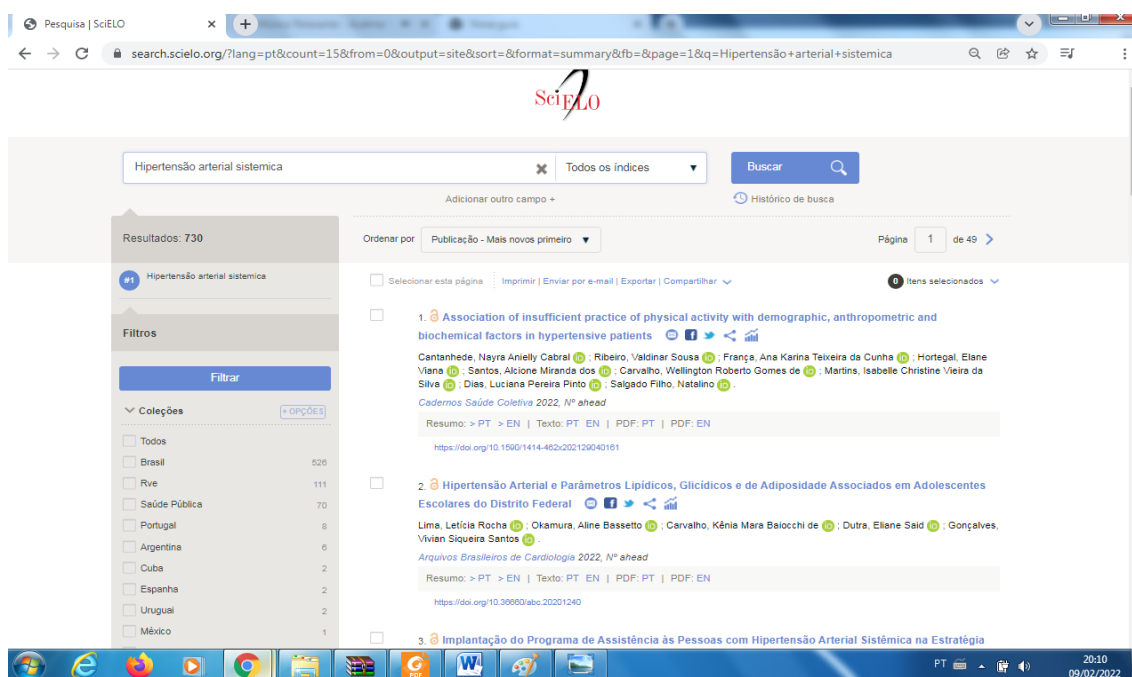 Pesquisa | SciELO
search.scielo.org/?lang=pt&count=15&from=0&output=site&sort=&format=summary&fb=&page=1&q=Hipertensão+arterial+sistemica
SciELO
Hipertensão arterial sistemica
Todos os índices
Buscar
Adicionar outro campo +
Histórico de busca
Resultados: 730
Ordenar por
Publicação - Mais novos primeiro
Página 1 de 49
#1 Hipertensão arterial sistemica
Selecionar esta página
Imprimir | Enviar por e-mail | Exportar | Compartilhar
0 Itens selecionados
Filtros
Filtrar
Coleções
+ OPÇÕES
Todos
Brasil 526
Rve 111
Saúde Pública 70
Portugal 8
Argentina 6
Cuba 2
Espanha 2
Uruguai 2
México 1
1. Association of insufficient practice of physical activity with demographic, anthropometric and
biochemical factors in hypertensive patients
Cantanhede, Nayra Anielly Cabral ; Ribeiro, Valdinar Sousa ; França, Ana Karina Teixeira da Cunha ; Hortegal, Elane
Viana ; Santos, Alcione Miranda dos ; Carvalho, Wellington Roberto Gomes de ; Martins, Isabelle Christine Vieira da
Silva ; Dias, Luciana Pereira Pinto ; Salgado Filho, Natalino .
Cadernos Saúde Coletiva 2022, Nº ahead
Resumo: > PT > EN | Texto: PT EN | PDF: PT | PDF: EN
https://doi.org/10.1590/1414-462x202129040161
2. Hipertensão Arterial e Parâmetros Lipídicos, Glicídicos e de Adiposidade Associados em Adolescentes
Escolares do Distrito Federal
Lima, Letícia Rocha ; Okamura, Aline Bassetto ; Carvalho, Kênia Mara Baiocchi de ; Dutra, Eliane Said ; Gonçalves,
Vivian Siqueira Santos .
Arquivos Brasileiros de Cardiologia 2022, Nº ahead
Resumo: > PT > EN | Texto: PT EN | PDF: PT | PDF: EN
https://doi.org/10.36660/abc.20201240
3. Implantação do Programa de Assistência às Pessoas com Hipertensão Arterial Sistêmica na Estratégia
PT
20:10
09/02/2022